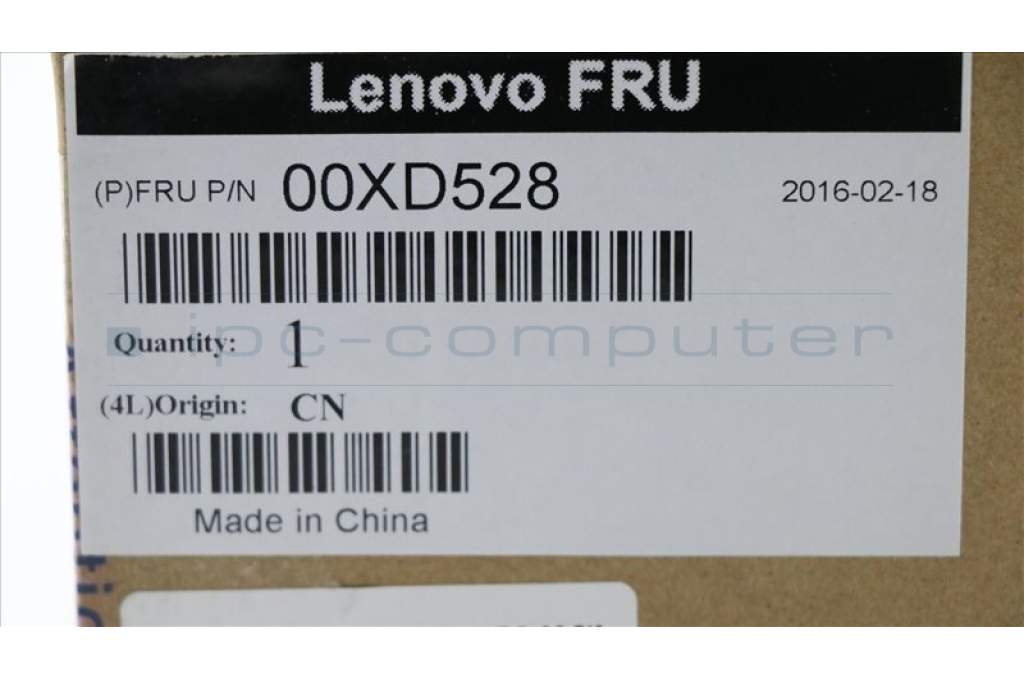 Lenovo FRU
(P)FRU P/N 00XD528 2016-02-18
ipc-computer
Quantity: 1
(4L)Origin: CN
Made in China